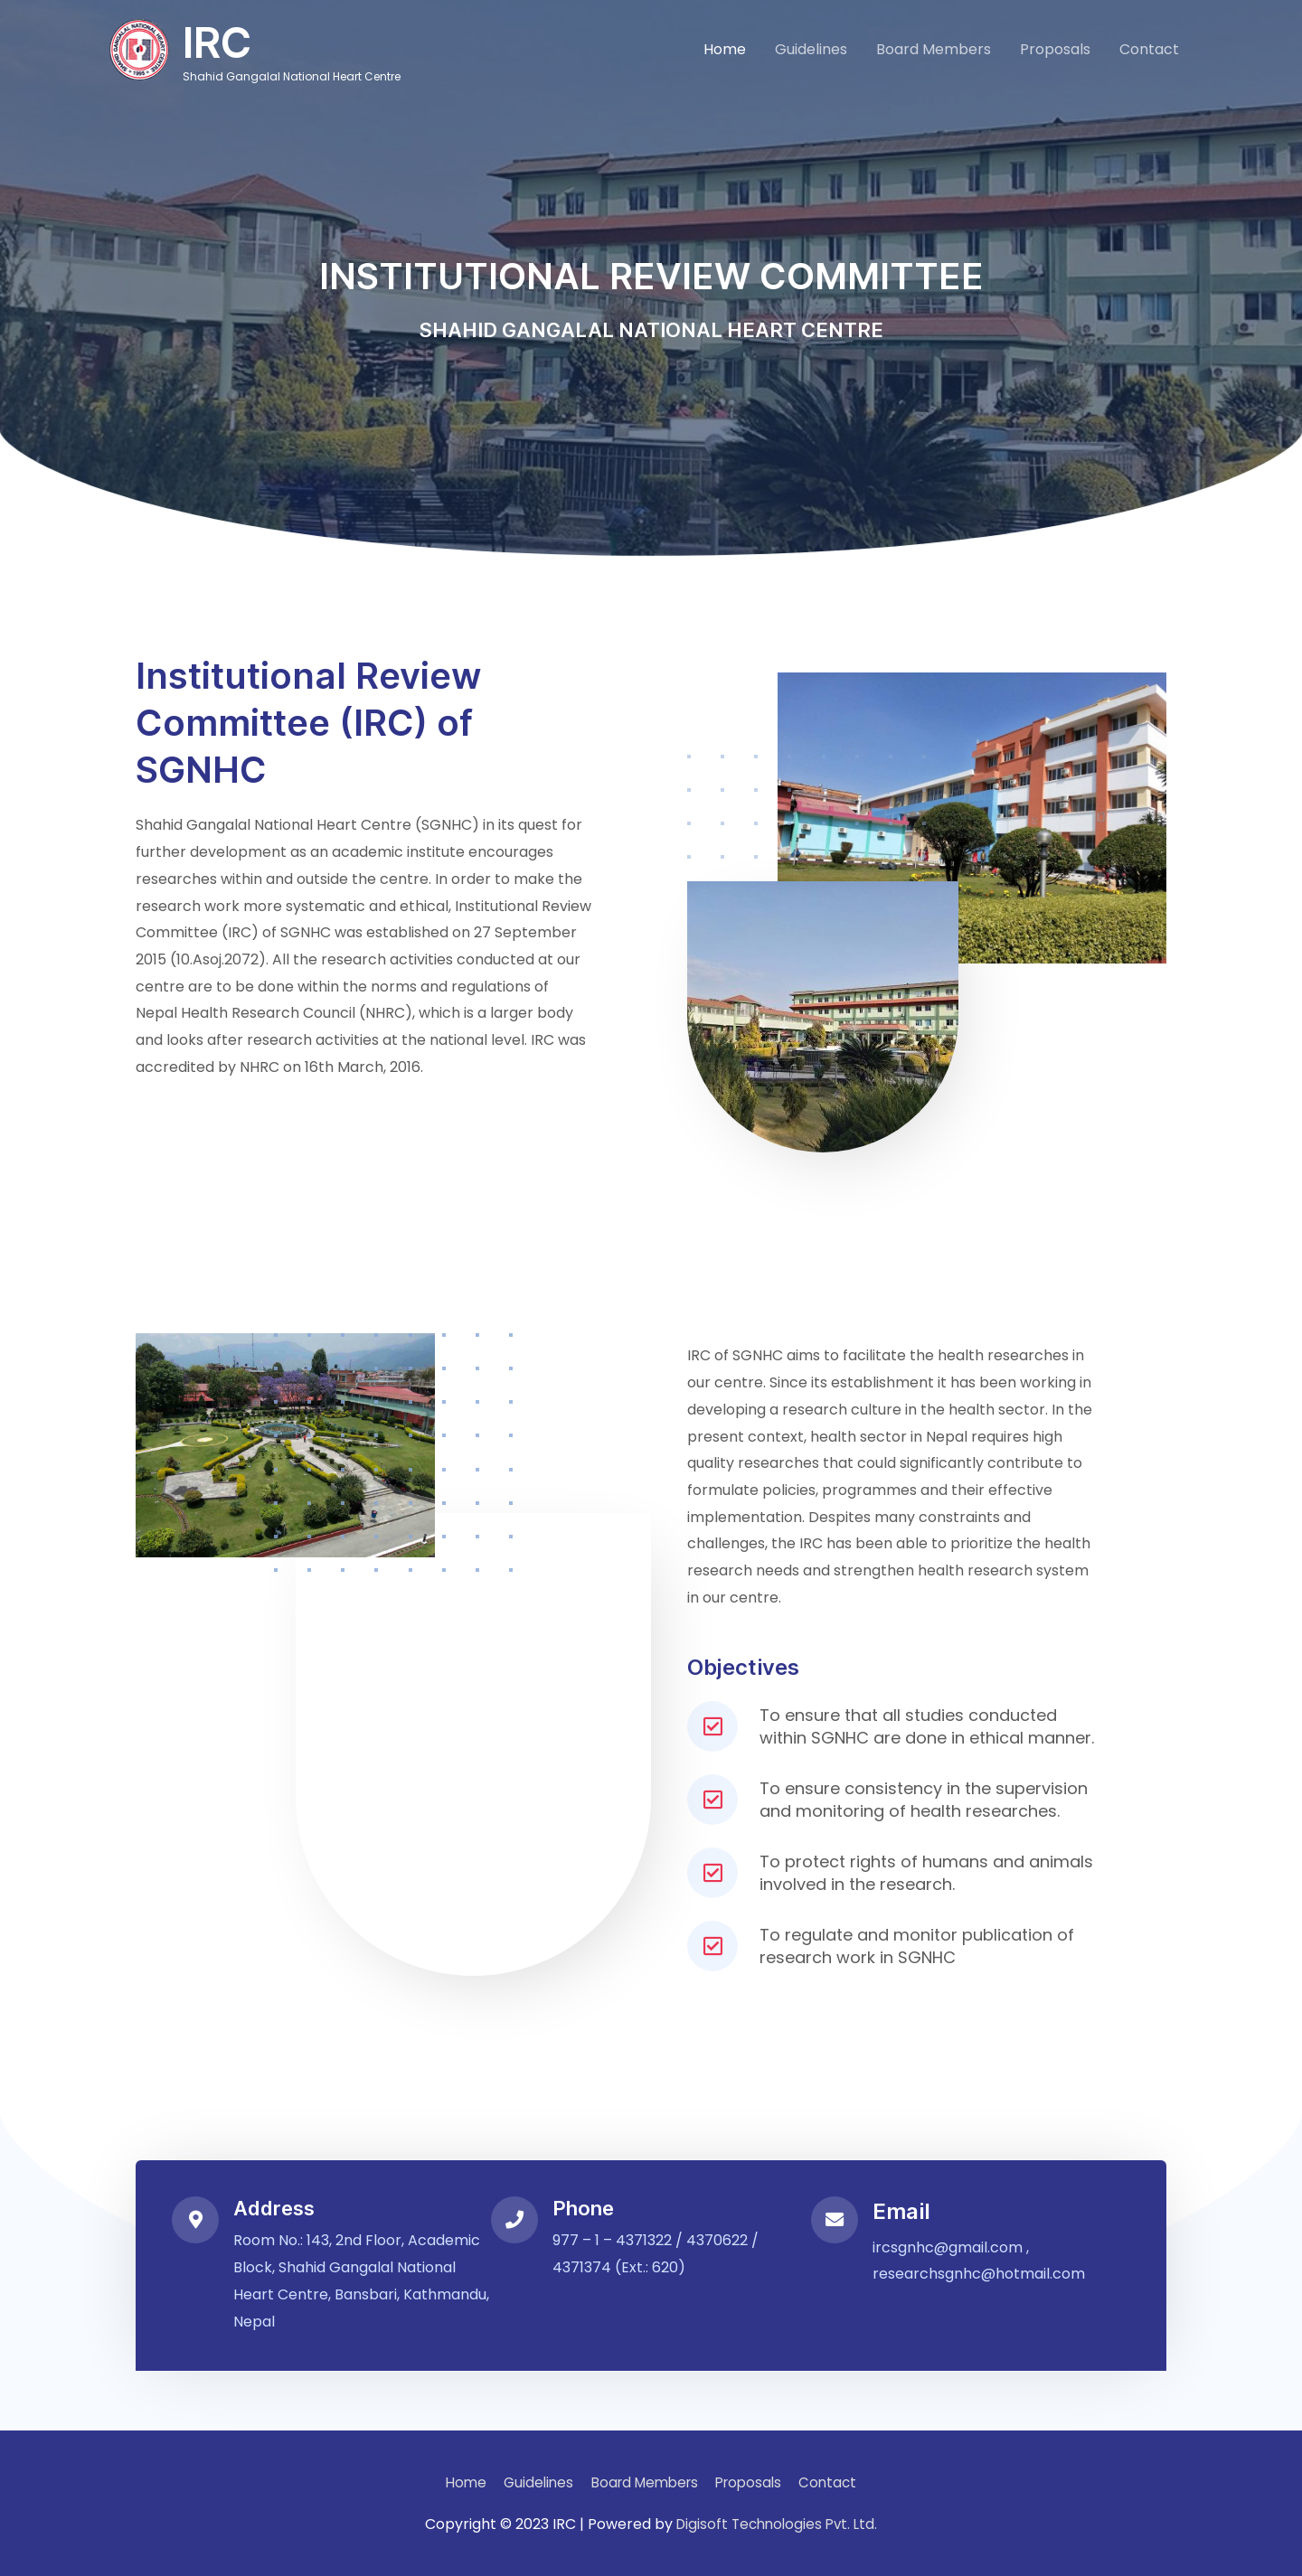 IRC
Shahid Gangalal National Heart Centre
Home Guidelines Board Members Proposals Contact
INSTITUTIONAL REVIEW COMMITTEE
SHAHID GANGALAL NATIONAL HEART CENTRE
Institutional Review
Committee (IRC) of
SGNHC
Shahid Gangalal National Heart Centre (SGNHC) in its quest for
further development as an academic institute encourages
researches within and outside the centre. In order to make the
research work more systematic and ethical, Institutional Review
Committee (IRC) of SGNHC was established on 27 September
2015 (10.Asoj.2072). All the research activities conducted at our
centre are to be done within the norms and regulations of
Nepal Health Research Council (NHRC), which is a larger body
and looks after research activities at the national level. IRC was
accredited by NHRC on 16th March, 2016.
IRC of SGNHC aims to facilitate the health researches in
our centre. Since its establishment it has been working in
developing a research culture in the health sector. In the
present context, health sector in Nepal requires high
quality researches that could significantly contribute to
formulate policies, programmes and their effective
implementation. Despites many constraints and
challenges, the IRC has been able to prioritize the health
research needs and strengthen health research system
in our centre.
Objectives
To ensure that all studies conducted
within SGNHC are done in ethical manner.
To ensure consistency in the supervision
and monitoring of health researches.
To protect rights of humans and animals
involved in the research.
To regulate and monitor publication of
research work in SGNHC
Address
Room No.: 143, 2nd Floor, Academic
Block, Shahid Gangalal National
Heart Centre, Bansbari, Kathmandu,
Nepal
Phone
977 – 1 – 4371322 / 4370622 /
4371374 (Ext.: 620)
Email
ircsgnhc@gmail.com ,
researchsgnhc@hotmail.com
Home Guidelines Board Members Proposals Contact
Copyright © 2023 IRC | Powered by Digisoft Technologies Pvt. Ltd.